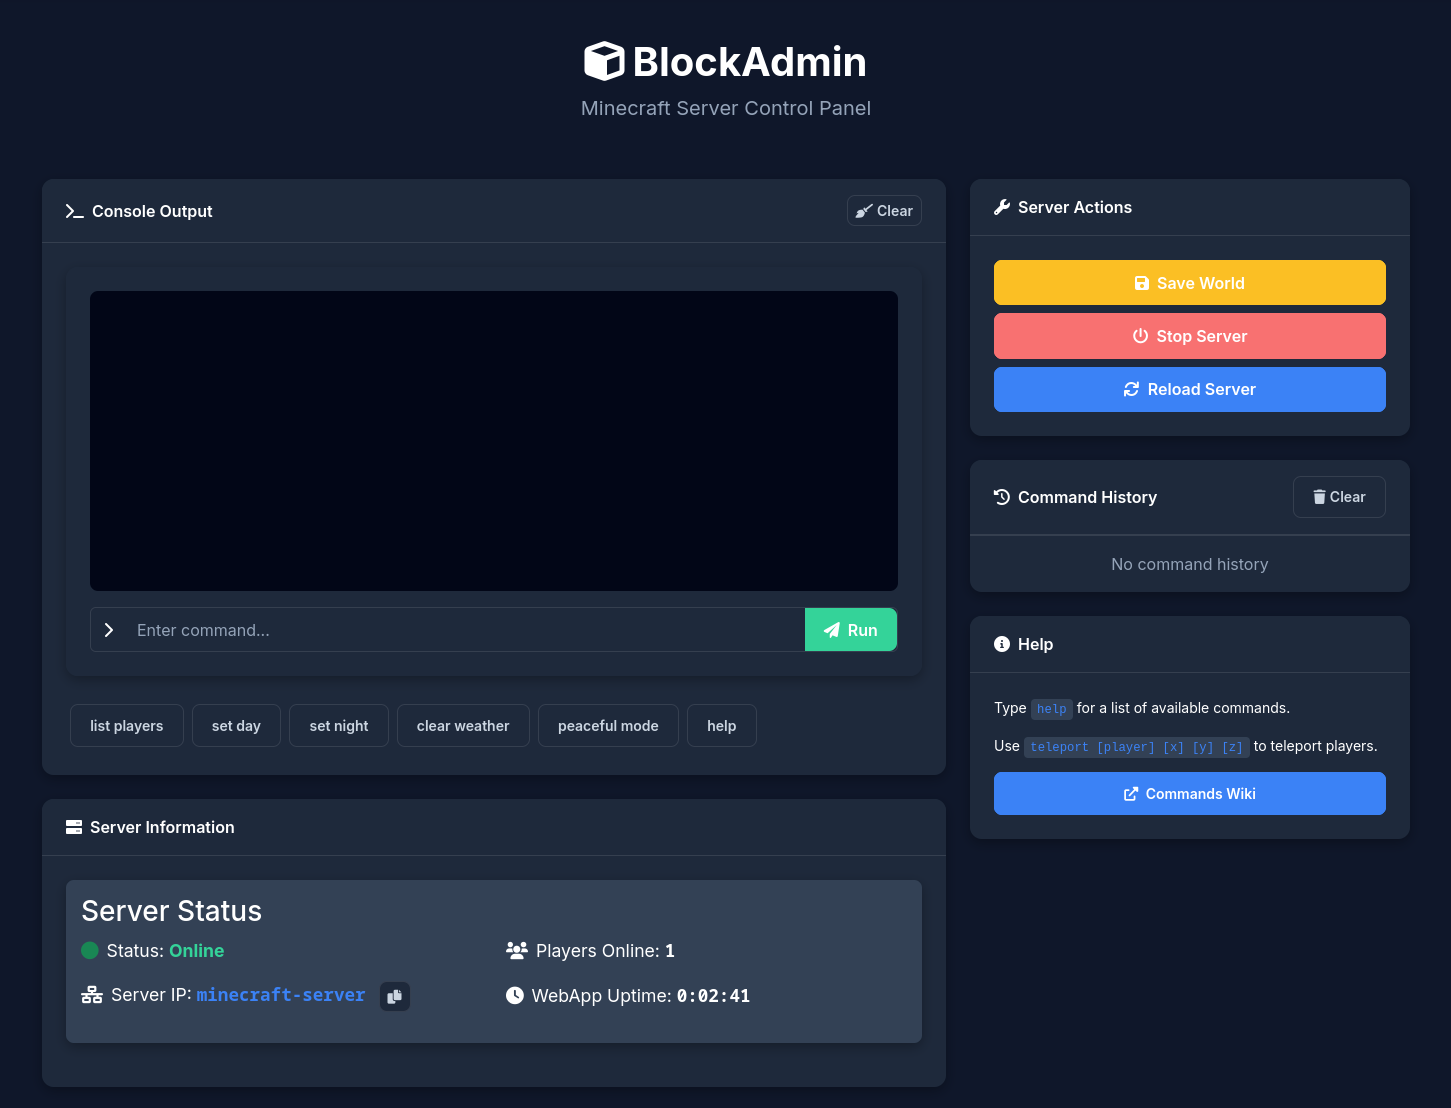 BlockAdmin
Minecraft Server Control Panel
Console Output
Clear
Enter command...
Run
list players
set day
set night
clear weather
peaceful mode
help
Server Information
Server Status
Status: Online
Players Online: 1
Server IP: minecraft-server
WebApp Uptime: 0:02:41
Server Actions
Save World
Stop Server
Reload Server
Command History
Clear
No command history
Help
Type help for a list of available commands.
Use teleport [player] [x] [y] [z] to teleport players.
Commands Wiki